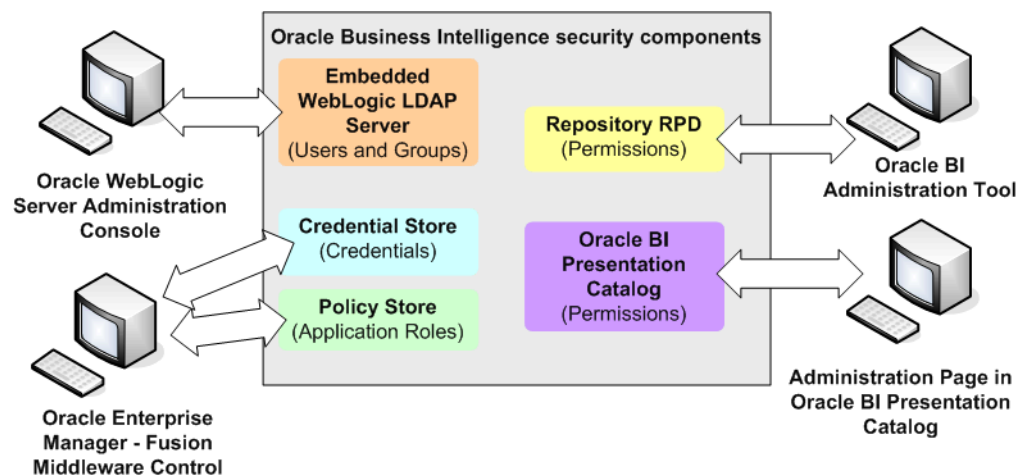 Oracle Business Intelligence security components
Embedded
WebLogic LDAP
Server
(Users and Groups)
Repository RPD
(Permissions)
Oracle WebLogic
Server Administration
Console
Oracle BI
Administration Tool
Credential Store
(Credentials)
Policy Store
(Application Roles)
Oracle BI
Presentation
Catalog
(Permissions)
Oracle Enterprise
Manager - Fusion
Middleware Control
Administration Page in
Oracle BI Presentation
Catalog